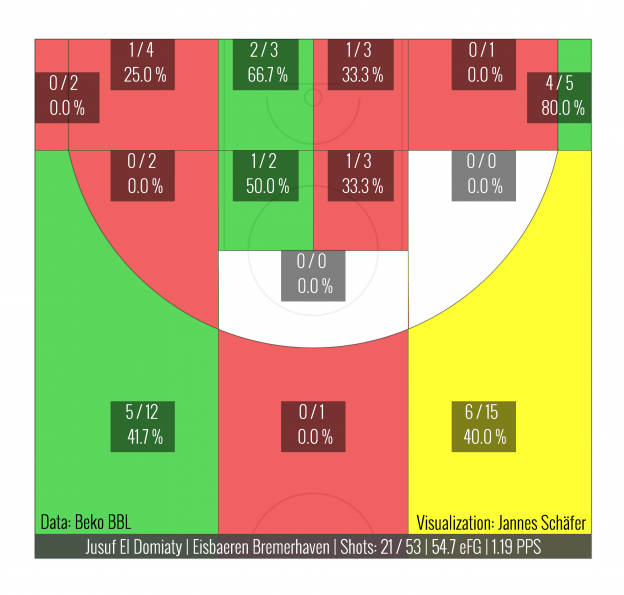 1 / 4
25.0 %
2 / 3
66.7 %
1 / 3
33.3 %
0 / 1
0.0 %
0 / 2
0.0 %
4 / 5
80.0 %
0 / 2
0.0 %
1 / 2
50.0 %
1 / 3
33.3 %
0 / 0
0.0 %
0 / 0
0.0 %
5 / 12
41.7 %
0 / 1
0.0 %
6 / 15
40.0 %
Data: Beko BBL
Visualization: Jannes Schäfer
Jusuf El Domiaty | Eisbaeren Bremerhaven | Shots: 21 / 53 | 54.7 eFG | 1.19 PPS